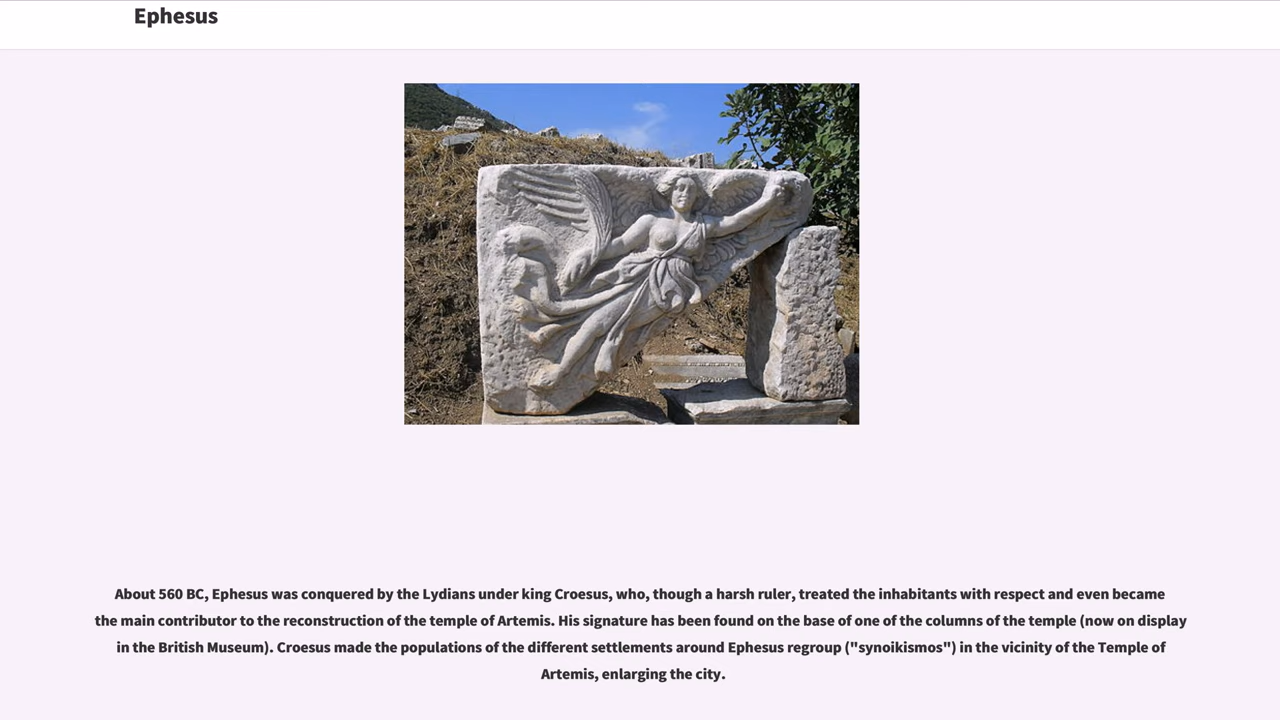 Ephesus
About 560 BC, Ephesus was conquered by the Lydians under king Croesus, who, though a harsh ruler, treated the inhabitants with respect and even became
the main contributor to the reconstruction of the temple of Artemis. His signature has been found on the base of one of the columns of the temple (now on display
in the British Museum). Croesus made the populations of the different settlements around Ephesus regroup ("synoikismos") in the vicinity of the Temple of
Artemis, enlarging the city.